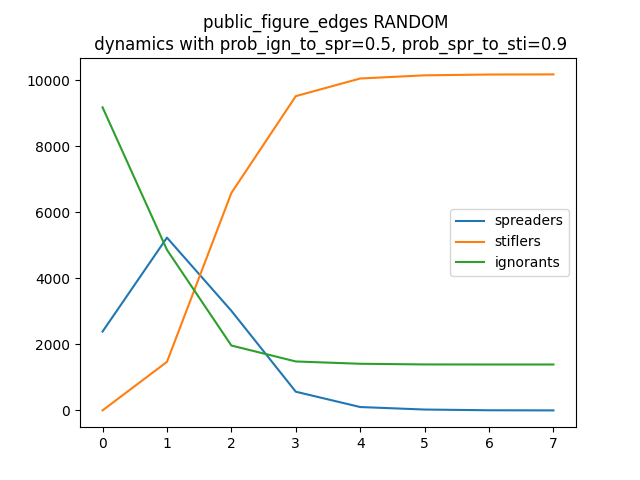 public_figure_edges RANDOM
dynamics with prob_ign_to_spr=0.5, prob_spr_to_sti=0.9
10000
8000
6000
4000
2000
0
spreaders
stiflers
ignorants
0 1 2 3 4 5 6 7